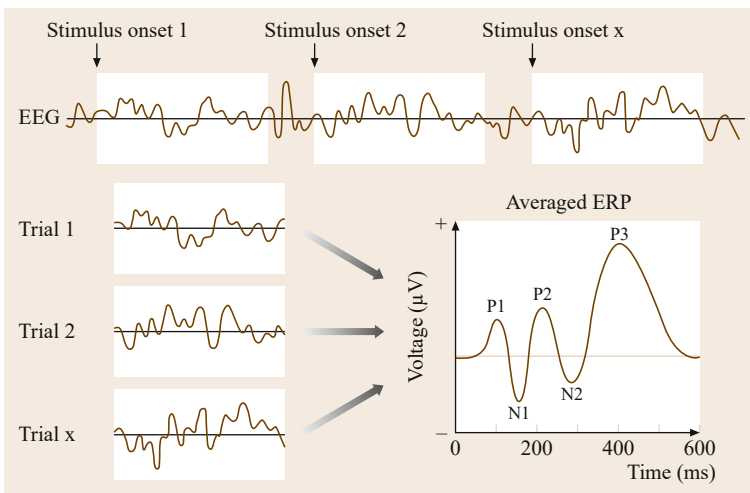 Stimulus onset 1 Stimulus onset 2 Stimulus onset x
EEG
Trial 1
Trial 2
Trial x
Averaged ERP
+
Voltage (µV)
−
P1
N1
P2
N2
P3
0 200 400 600
Time (ms)